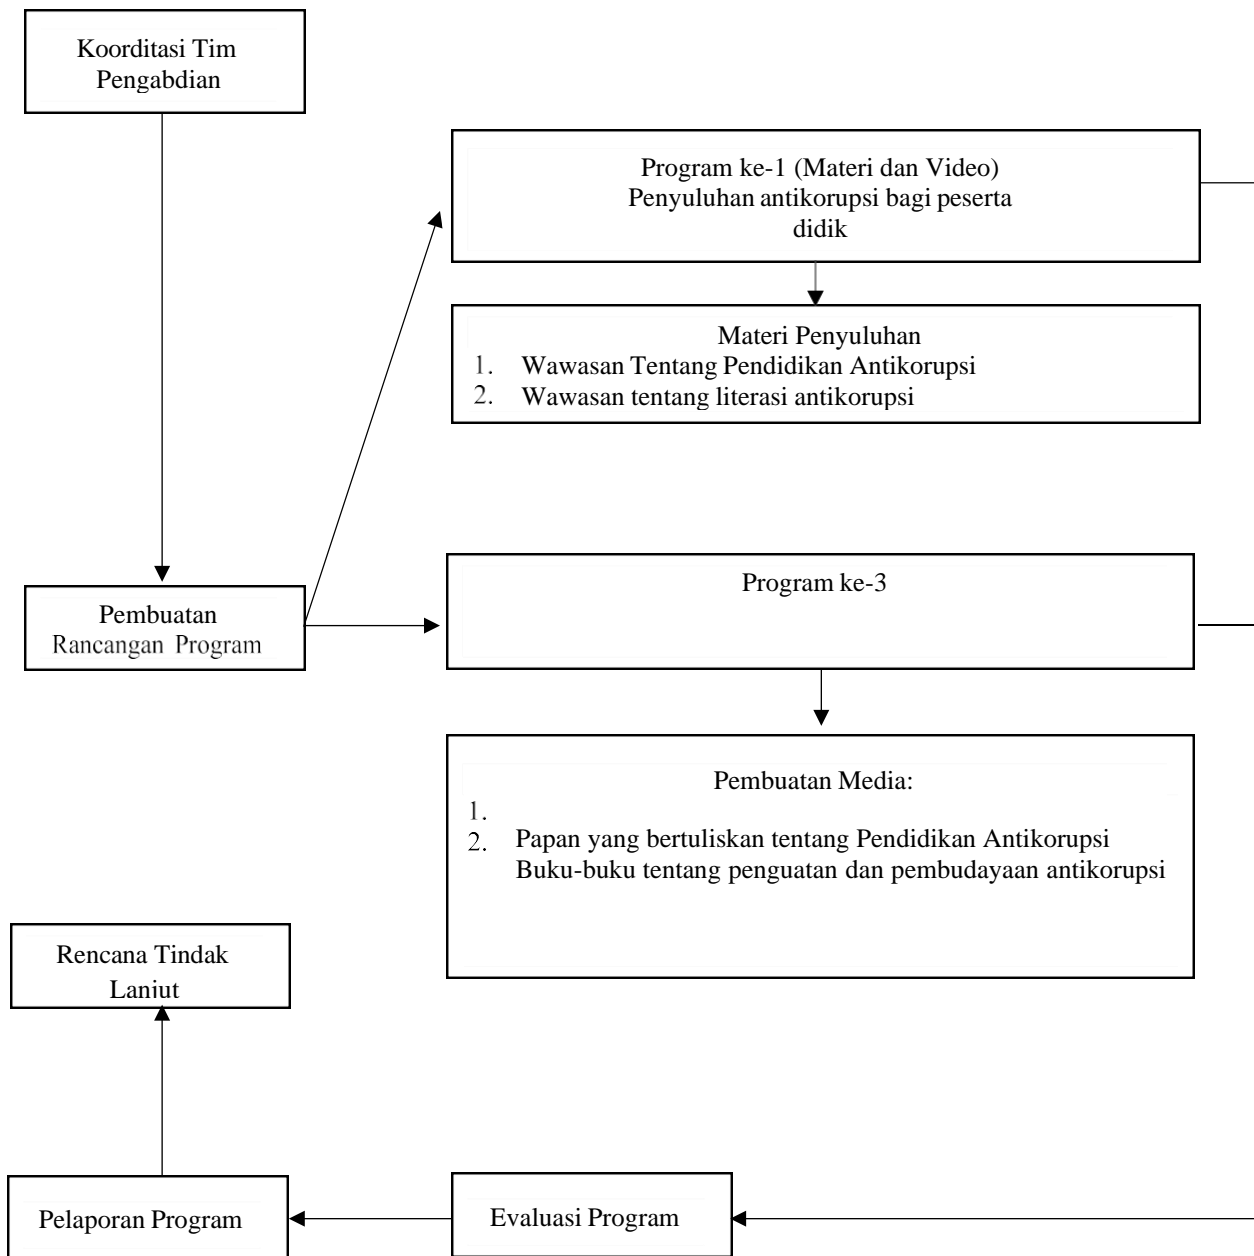 Koorditasi Tim
Pengabdian
Program ke-1 (Materi dan Video)
Penyuluhan antikorupsi bagi peserta
didik
Materi Penyuluhan
1. Wawasan Tentang Pendidikan Antikorupsi
2. Wawasan tentang literasi antikorupsi
Pembuatan
Rancangan Program
Program ke-3
Pembuatan Media:
1.
2. Papan yang bertuliskan tentang Pendidikan Antikorupsi
Buku-buku tentang penguatan dan pembudayaan antikorupsi
Rencana Tindak
Lanjut
Pelaporan Program
Evaluasi Program